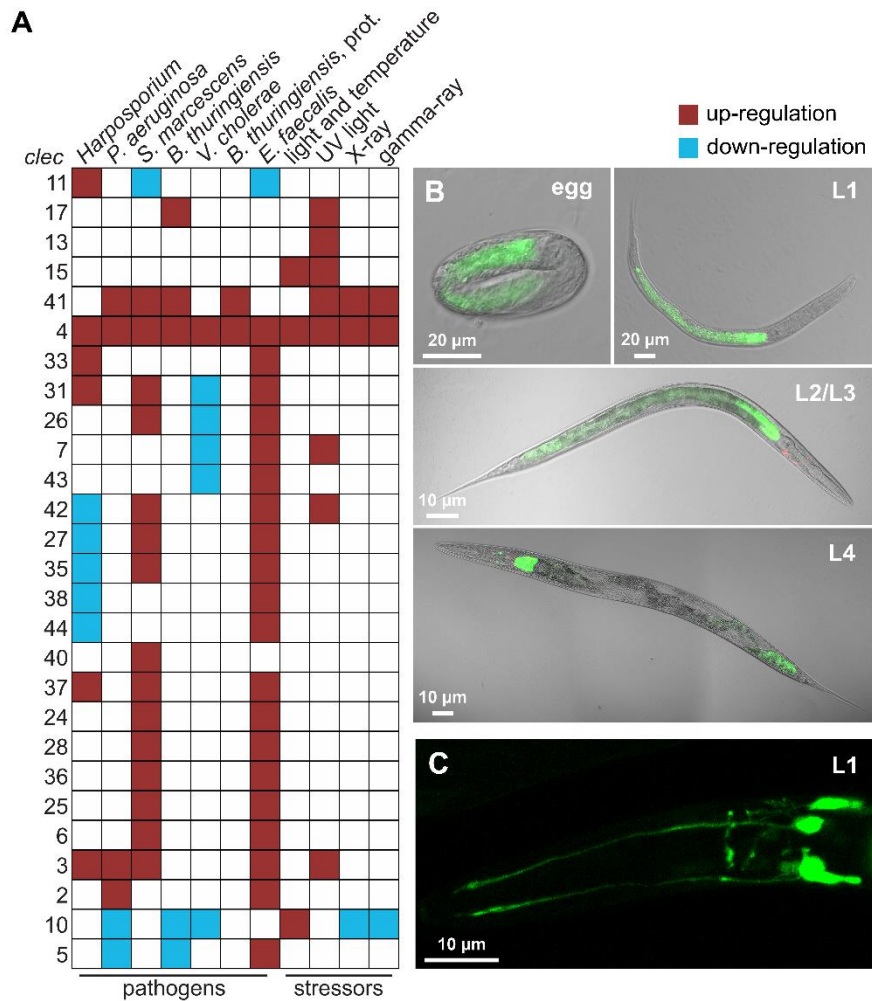 A
Harposporium
P. aeruginosa
S. marcescens
B. thuringiensis
V. cholerae
B. thuringiensis, prot.
E. faecalis
light and temperature
UV light
X-ray
gamma-ray
clec
up-regulation
down-regulation
11
17
13
15
41
4
33
31
26
7
43
42
27
35
38
44
40
37
24
28
36
25
6
3
2
10
5
pathogens
stressors
B
egg
20 µm
L1
20 µm
L2/L3
10 µm
L4
10 µm
C
L1
10 µm